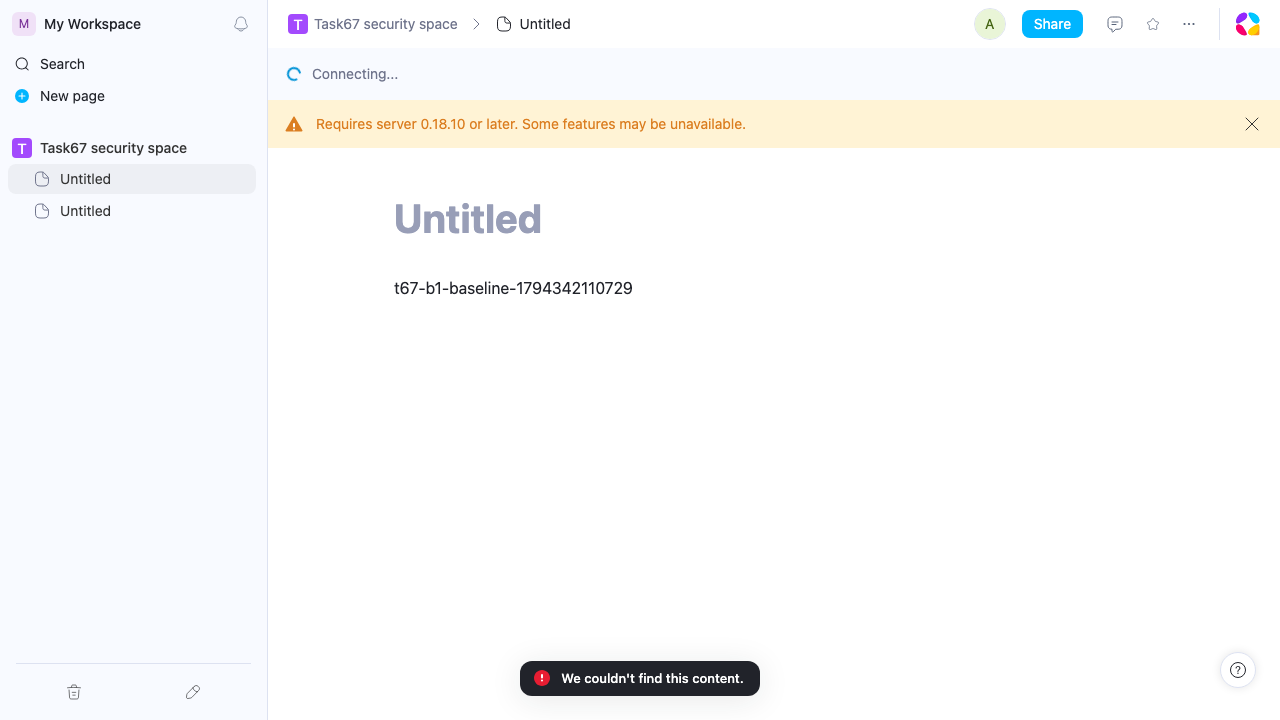 M My Workspace
Search
New page
T Task67 security space
Untitled
Untitled
T Task67 security space
Untitled
A
Share
Connecting...
Requires server 0.18.10 or later. Some features may be unavailable.
Untitled
t67-b1-baseline-1794342110729
We couldn't find this content.